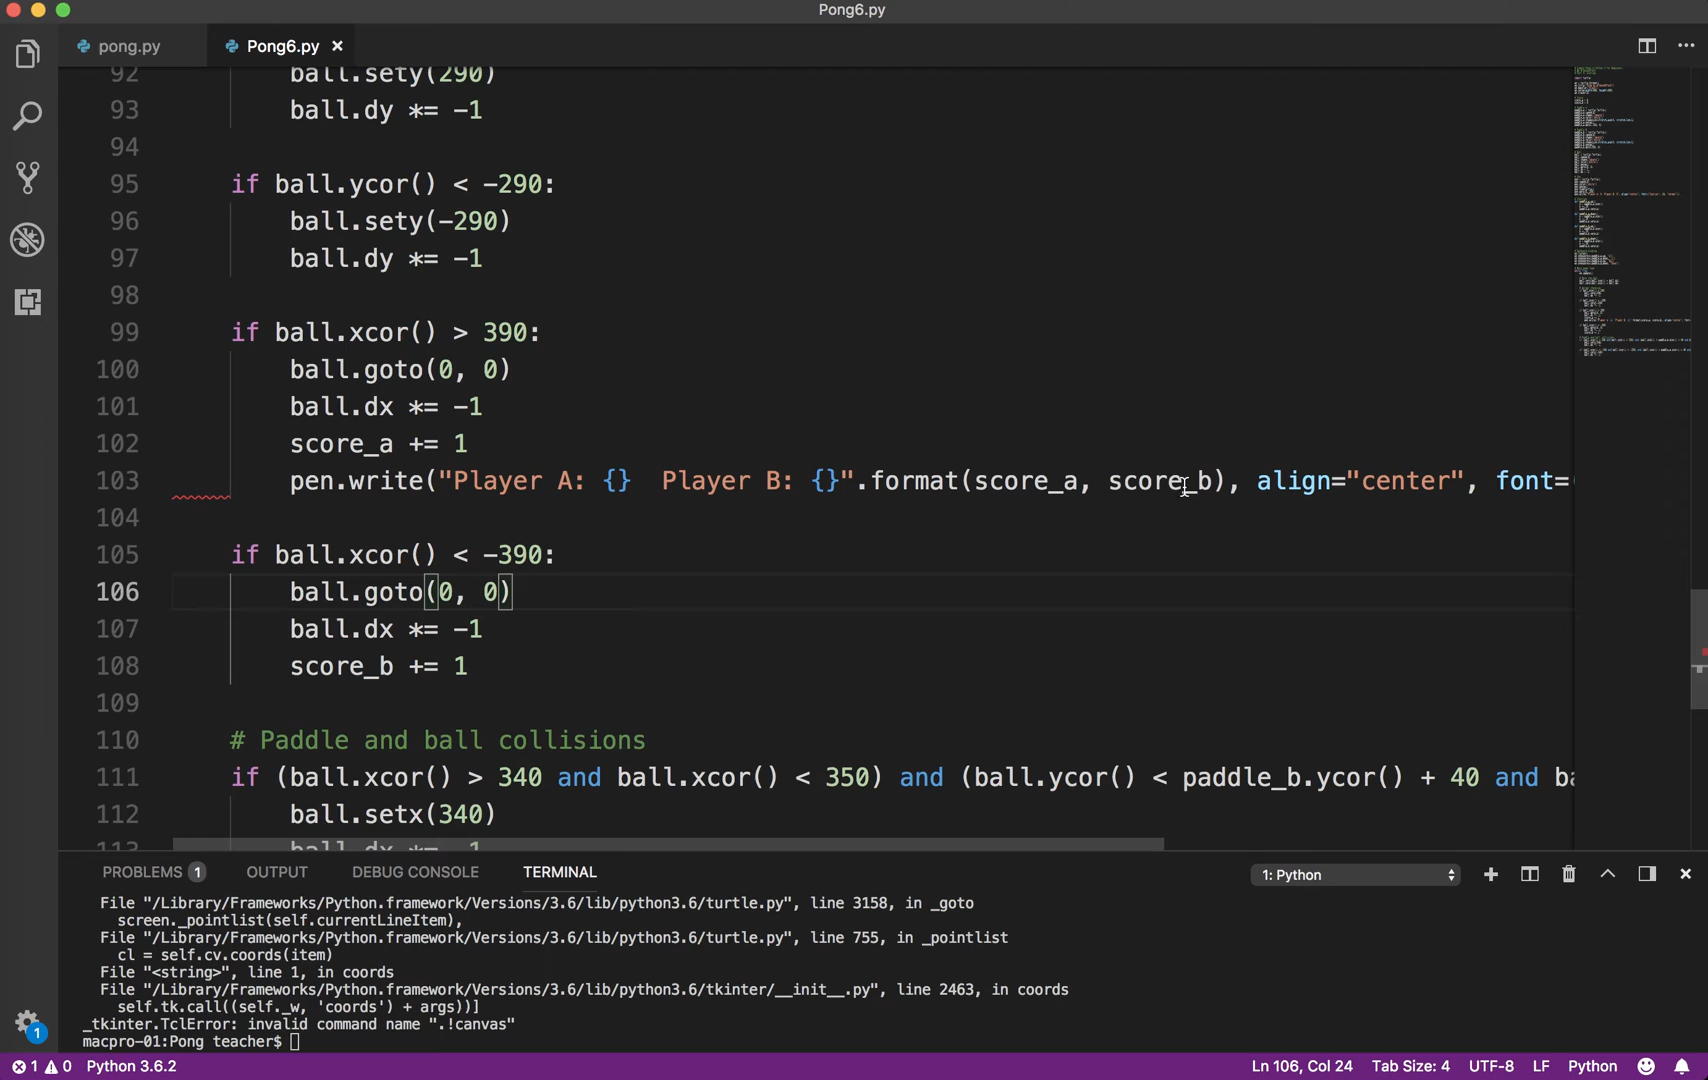 Pong6.py
pong.py
Pong6.py ×
92 ball.sety(290)
93 ball.dy *= -1
94
95 if ball.ycor() < -290:
96 ball.sety(-290)
97 ball.dy *= -1
98
99 if ball.xcor() > 390:
100 ball.goto(0, 0)
101 ball.dx *= -1
102 score_a += 1
103 pen.write("Player A: {}  Player B: {}".format(score_a, score_b), align="center", font=
104
105 if ball.xcor() < -390:
106 ball.goto(0, 0)
107 ball.dx *= -1
108 score_b += 1
109
110 # Paddle and ball collisions
111 if (ball.xcor() > 340 and ball.xcor() < 350) and (ball.ycor() < paddle_b.ycor() + 40 and ba
112 ball.setx(340)
113 ball.dx *= -1
PROBLEMS 1 OUTPUT DEBUG CONSOLE TERMINAL 1: Python
File "/Library/Frameworks/Python.framework/Versions/3.6/lib/python3.6/turtle.py", line 3158, in _goto
screen._pointlist(self.currentLineItem),
File "/Library/Frameworks/Python.framework/Versions/3.6/lib/python3.6/turtle.py", line 755, in _pointlist
cl = self.cv.coords(item)
File "<string>", line 1, in coords
File "/Library/Frameworks/Python.framework/Versions/3.6/lib/python3.6/tkinter/__init__.py", line 2463, in coords
self.tk.call((self._w, 'coords') + args))]
_tkinter.TclError: invalid command name ".!canvas"
macpro-01:Pong teacher$
1
1 0 Python 3.6.2 Ln 106, Col 24 Tab Size: 4 UTF-8 LF Python